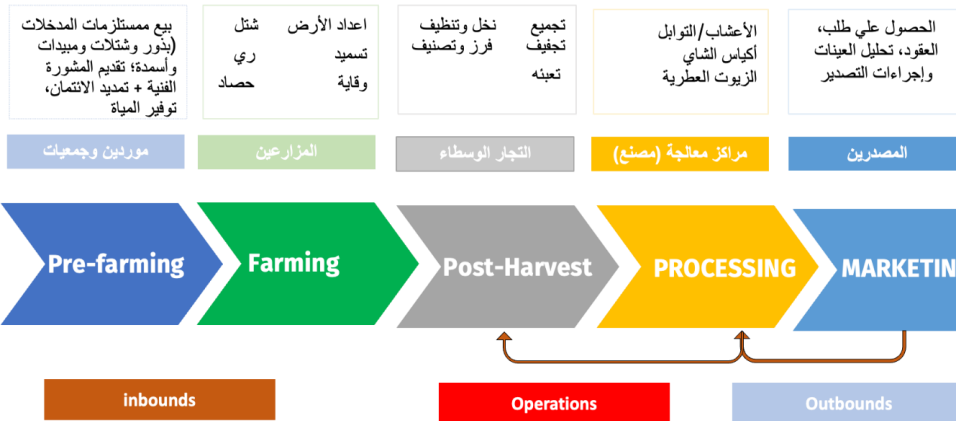 بيع ممستلزمات المدخلات
(بذور وشتلات ومبيدات
وأسمدة؛ تقديم المشورة
الفنية + تمديد الائتمان،
توفير المياة
اعداد الأرض شتل
تسميد ري
وقاية حصاد
تجميع نخل وتنظيف
تجفيف فرز وتصنيف
تعبئه
الأعشاب/التوابل
أكياس الشاي
الزيوت العطرية
الحصول علي طلب،
العقود، تحليل العينات
وإجراءات التصدير
موردين وجمعيات
المزارعين
التجار الوسطاء
مراكز معالجة (مصنع)
المصدرين
Pre-farming
Farming
Post-Harvest
PROCESSING
MARKETIN
inbounds
Operations
Outbounds